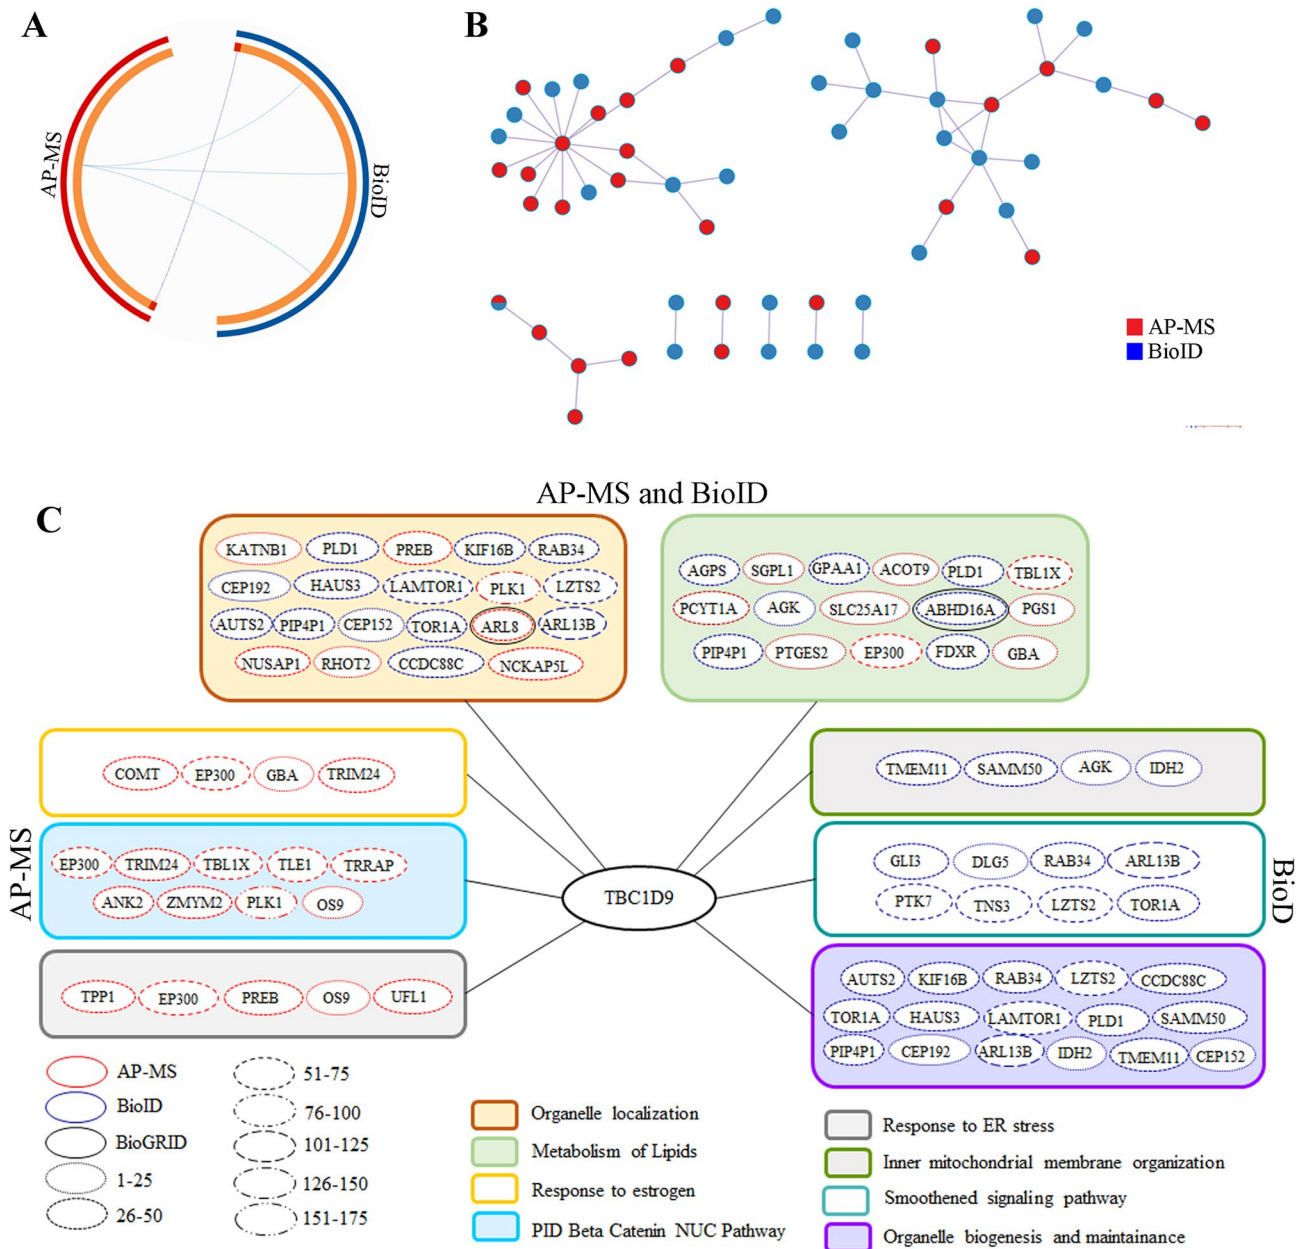 A
B
AP-MS
BioID
AP-MS
BioID
AP-MS and BioID
C
KATNB1 PLD1 PREB KIF16B RAB34
CEP192 HAUS3 LAMTOR1 PLK1 LZTS2
AUTS2 PIP4P1 CEP152 TOR1A ARL8 ARL13B
NUSAP1 RHOT2 CCDC88C NCKAP5L
AGPS SGPL1 GPAA1 ACOT9 PLD1 TBL1X
PCYT1A AGK SLC25A17 ABHD16A PGS1
PIP4P1 PTGES2 EP300 FDXR GBA
COMT EP300 GBA TRIM24
TMEM11 SAMM50 AGK IDH2
AP-MS
EP300 TRIM24 TBL1X TLE1 TRRAP
ANK2 ZMYM2 PLK1 OS9
TBC1D9
GLI3 DLG5 RAB34 ARL13B
PTK7 TNS3 LZTS2 TOR1A
BioD
TPP1 EP300 PREB OS9 UFL1
AUTS2 KIF16B RAB34 LZTS2 CCDC88C
TOR1A HAUS3 LAMTOR1 PLD1 SAMM50
PIP4P1 CEP192 ARL13B IDH2 TMEM11 CEP152
AP-MS
BioID
BioGRID
1-25
26-50
51-75
76-100
101-125
126-150
151-175
Organelle localization
Metabolism of Lipids
Response to estrogen
PID Beta Catenin NUC Pathway
Response to ER stress
Inner mitochondrial membrane organization
Smoothened signaling pathway
Organelle biogenesis and maintainance